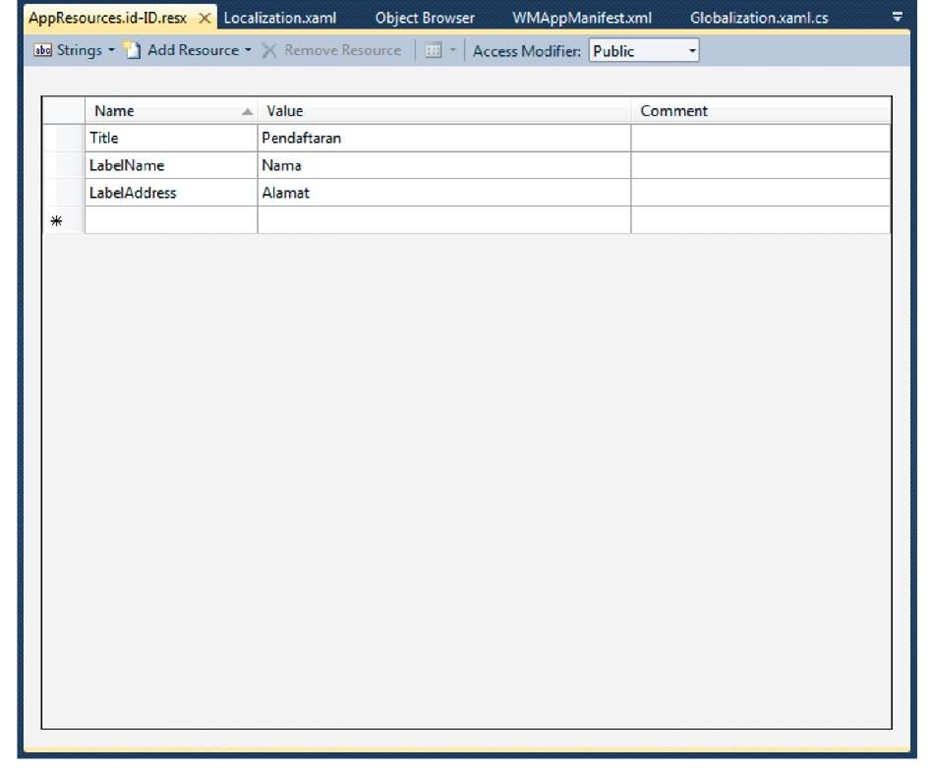 AppResources.id-ID.resx Localization.xaml Object Browser WMAppManifest.xml Globalization.xaml.cs
abc Strings Add Resource Remove Resource Access Modifier: Public
Name Value Comment
Title Pendaftaran
LabelName Nama
LabelAddress Alamat